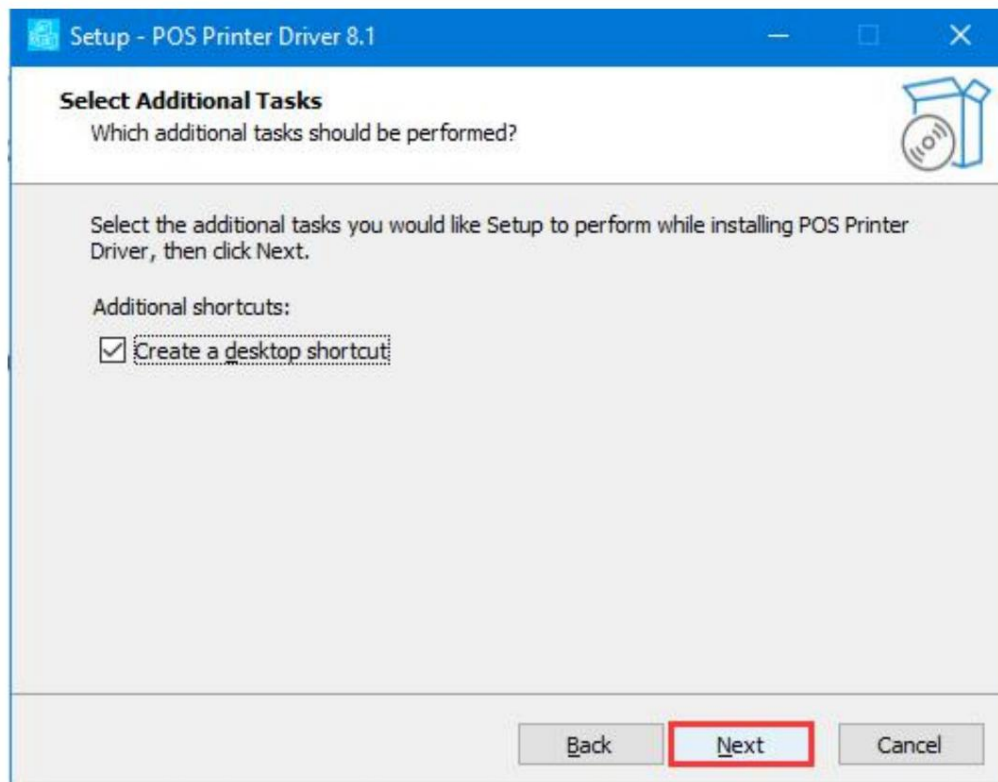 Setup - POS Printer Driver 8.1
Select Additional Tasks
Which additional tasks should be performed?
Select the additional tasks you would like Setup to perform while installing POS Printer
Driver, then click Next.
Additional shortcuts:
Create a desktop shortcut
Back Next Cancel